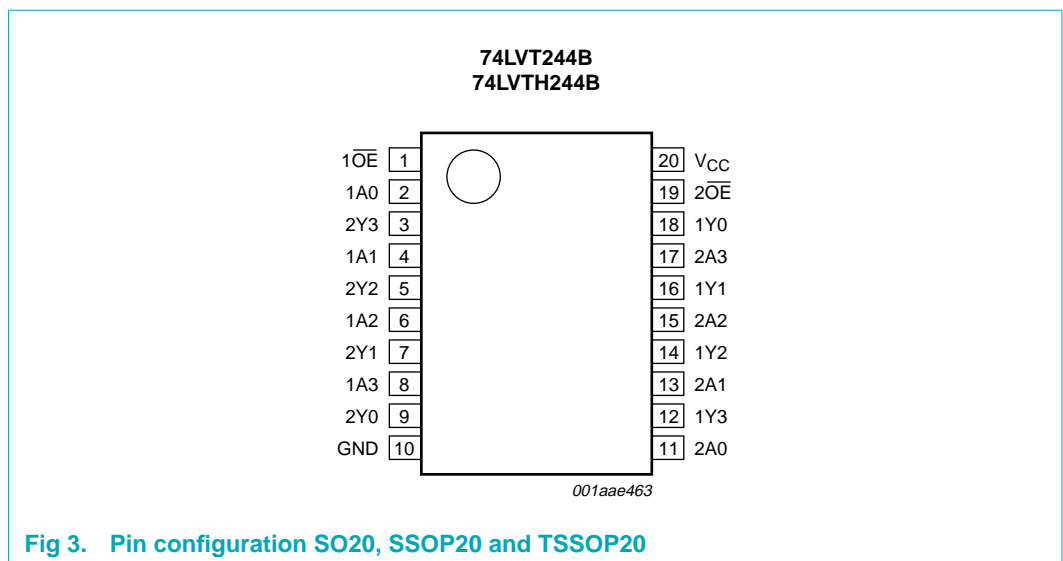 74LVT244B
74LVTH244B
1O̅E̅ 1 20 VCC
1A0 2 19 2O̅E̅
2Y3 3 18 1Y0
1A1 4 17 2A3
2Y2 5 16 1Y1
1A2 6 15 2A2
2Y1 7 14 1Y2
1A3 8 13 2A1
2Y0 9 12 1Y3
GND 10 11 2A0
001aae463
Fig 3. Pin configuration SO20, SSOP20 and TSSOP20